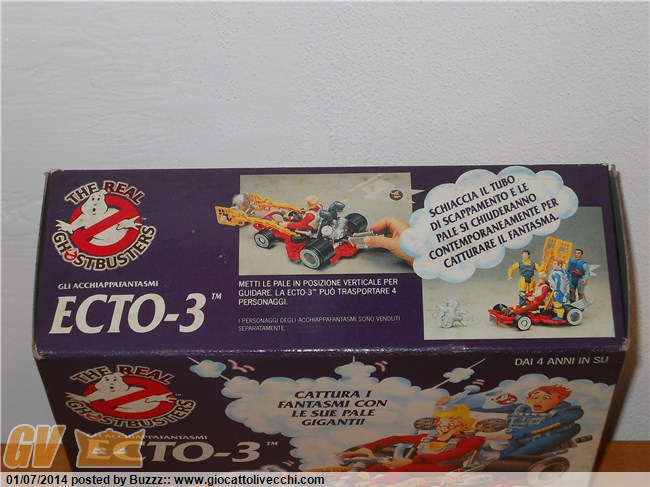 THE REAL
GHOSTBUSTERS
GLI ACCHIAPPAFANTASMI
ECTO-3™
METTI LE PALE IN POSIZIONE VERTICALE PER
GUIDARE. LA ECTO-3™ PUÒ TRASPORTARE 4
PERSONAGGI.
I PERSONAGGI DEGLI ACCHIAPPAFANTASMI SONO VENDUTI
SEPARATAMENTE.
SCHIACCIA IL TUBO
DI SCAPPAMENTO E LE
PALE SI CHIUDERANNO
CONTEMPORANEAMENTE PER
CATTURARE IL FANTASMA.
DAI 4 ANNI IN SU
THE REAL
GHOSTBUSTERS
GLI ACCHIAPPAFANTASMI
ECTO-3™
CATTURA I
FANTASMI CON
LE SUE PALE
GIGANTI!
GV
01/07/2014 posted by Buzzz:: www.giocattolivecchi.com